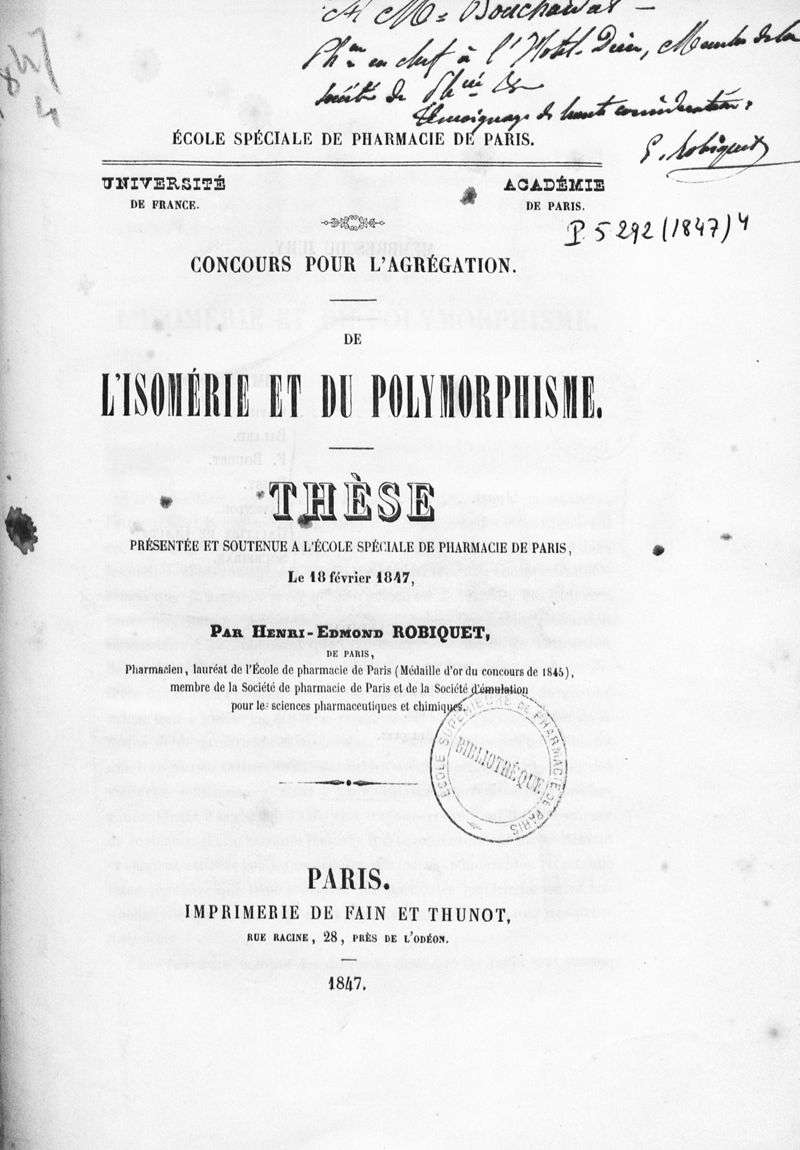 A Mr Bouchardat –
Phen en chef à l'Hôtel-Dieu, Membre de la
société de Phcie &
Témoignage de haute considération.
E. Robiquet
1847
4
ÉCOLE SPÉCIALE DE PHARMACIE DE PARIS.
UNIVERSITÉ
DE FRANCE.
ACADÉMIE
DE PARIS.
P. 5292 (1847) 4
CONCOURS POUR L'AGRÉGATION.
DE
L'ISOMÉRIE ET DU POLYMORPHISME.
THÈSE
PRÉSENTÉE ET SOUTENUE A L'ÉCOLE SPÉCIALE DE PHARMACIE DE PARIS,
Le 18 février 1847,
PAR HENRI-EDMOND ROBIQUET,
DE PARIS,
Pharmacien, lauréat de l'École de pharmacie de Paris (Médaille d'or du concours de 1845),
membre de la Société de pharmacie de Paris et de la Société d'émulation
pour les sciences pharmaceutiques et chimiques.
ÉCOLE SUPÉRIEURE DE PHARMACIE DE PARIS
BIBLIOTHÈQUE
PARIS.
IMPRIMERIE DE FAIN ET THUNOT,
RUE RACINE, 28, PRÈS DE L'ODÉON.
1847.